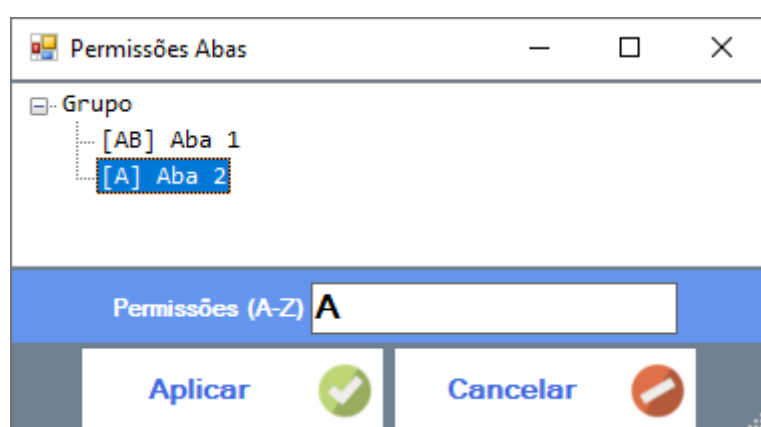 Permissões Abas
Grupo
[AB] Aba 1
[A] Aba 2
Permissões (A-Z) A
Aplicar Cancelar